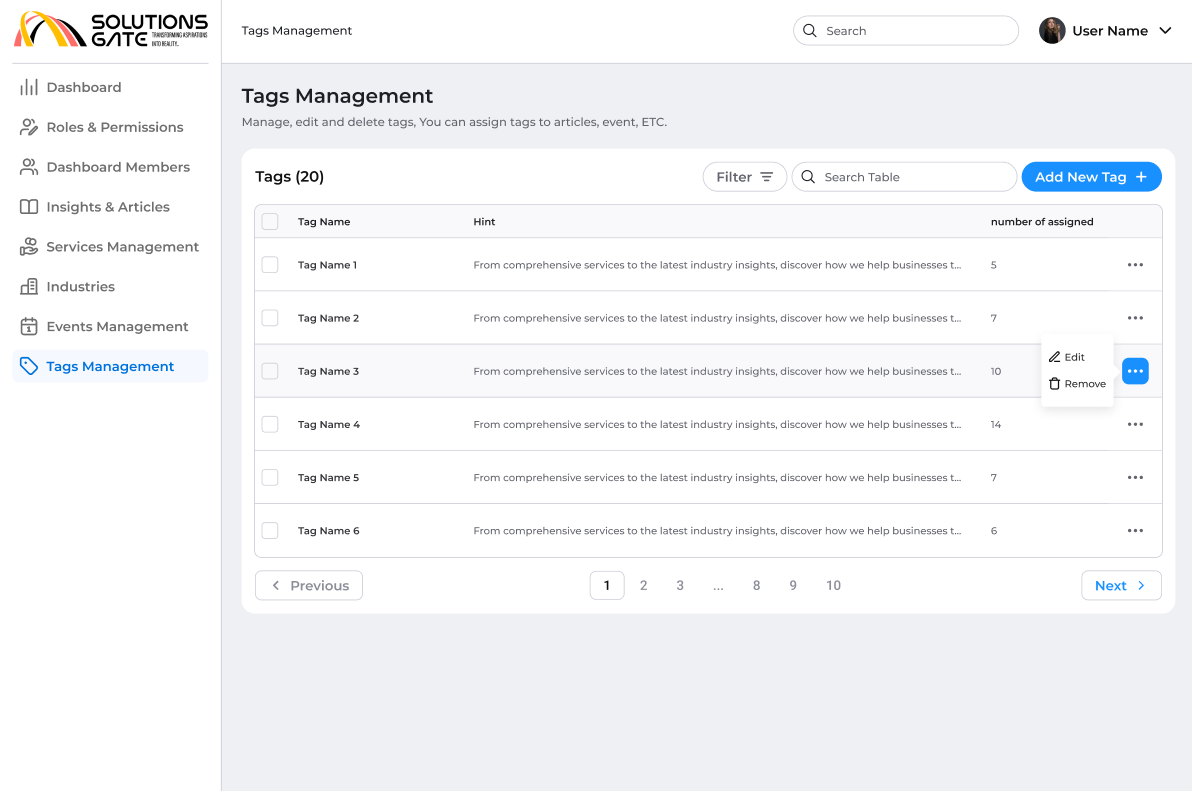 SOLUTIONS
GATE TRANSFORMING ASPIRATIONS
INTO REALITY..
Tags Management
Search
User Name
Dashboard
Roles & Permissions
Dashboard Members
Insights & Articles
Services Management
Industries
Events Management
Tags Management
Tags Management
Manage, edit and delete tags, You can assign tags to articles, event, ETC.
Tags (20)
Filter
Search Table
Add New Tag +
Tag Name Hint number of assigned
Tag Name 1 From comprehensive services to the latest industry insights, discover how we help businesses t... 5
Tag Name 2 From comprehensive services to the latest industry insights, discover how we help businesses t... 7
Tag Name 3 From comprehensive services to the latest industry insights, discover how we help businesses t... 10
Edit
Remove
Tag Name 4 From comprehensive services to the latest industry insights, discover how we help businesses t... 14
Tag Name 5 From comprehensive services to the latest industry insights, discover how we help businesses t... 7
Tag Name 6 From comprehensive services to the latest industry insights, discover how we help businesses t... 6
Previous 1 2 3 ... 8 9 10 Next